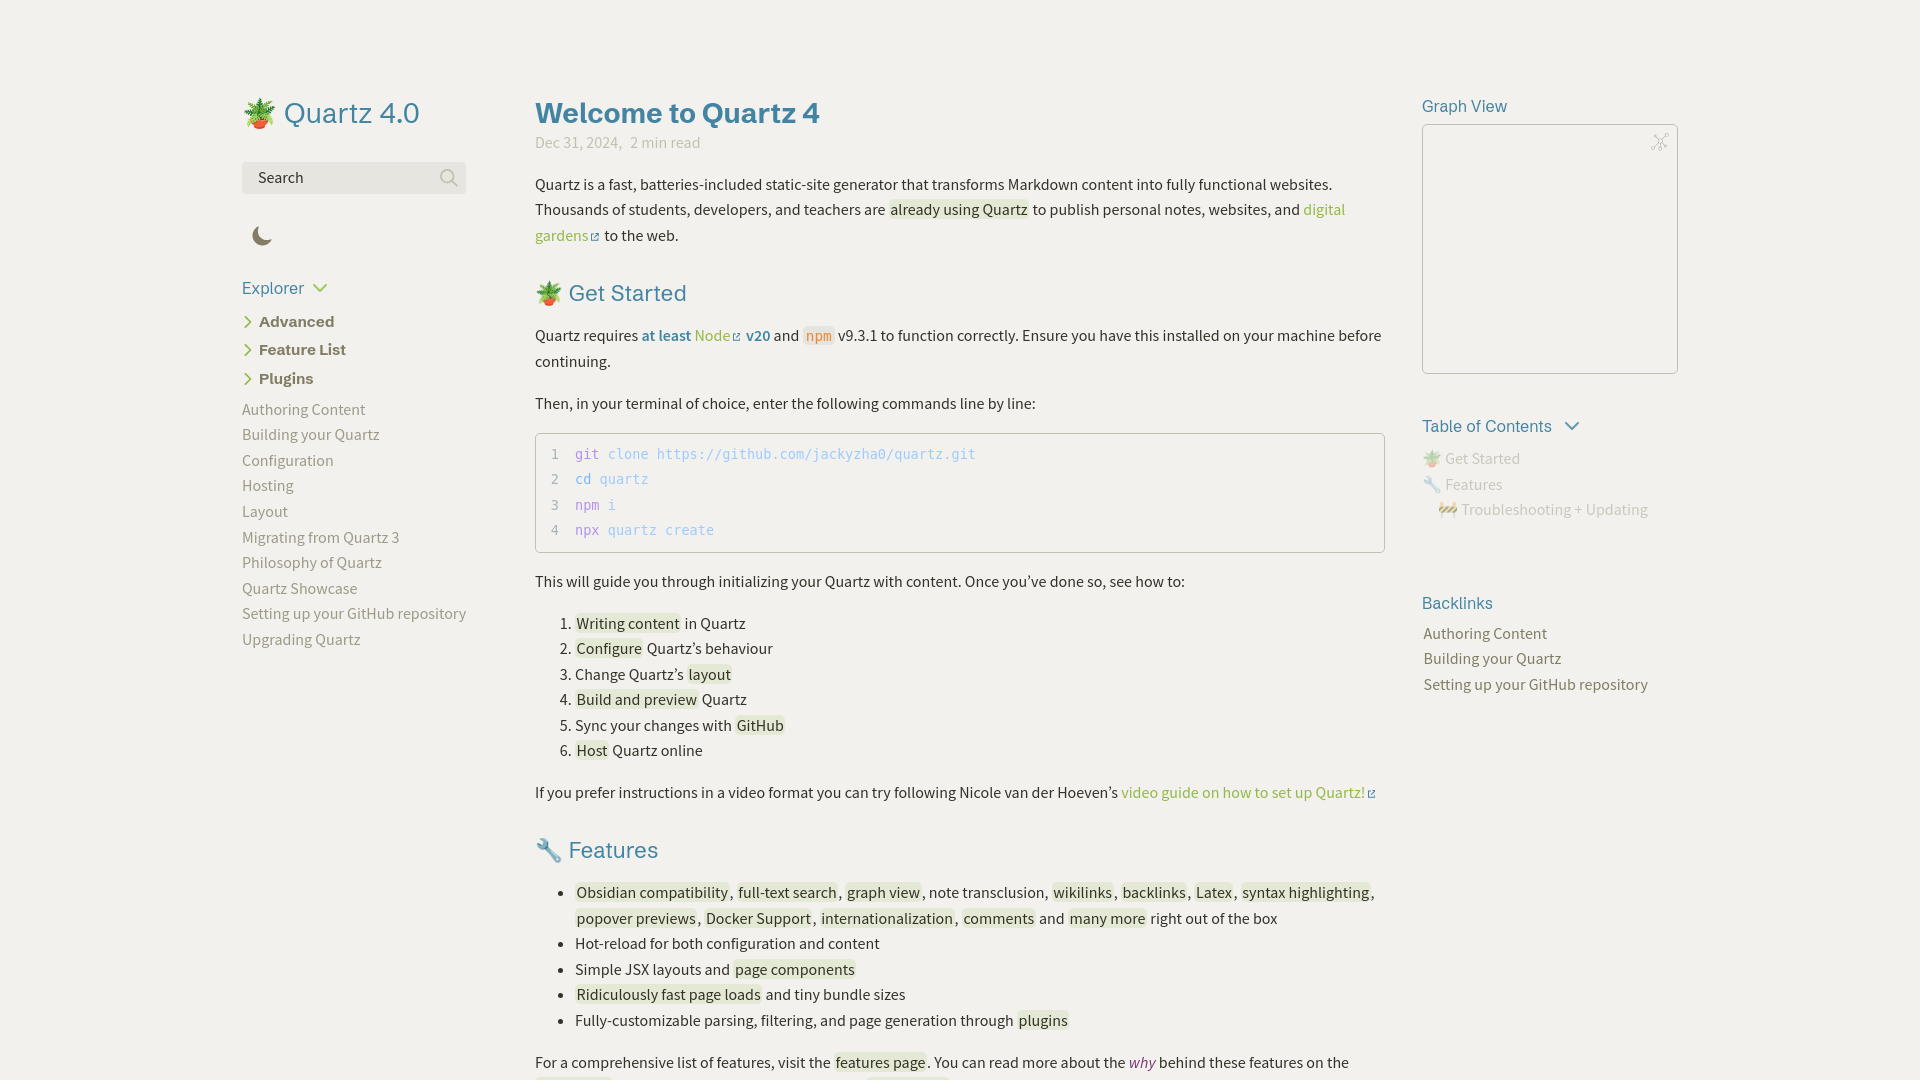 🪴 Quartz 4.0
Search
Explorer
Advanced
Feature List
Plugins
Authoring Content
Building your Quartz
Configuration
Hosting
Layout
Migrating from Quartz 3
Philosophy of Quartz
Quartz Showcase
Setting up your GitHub repository
Upgrading Quartz
Welcome to Quartz 4
Dec 31, 2024, 2 min read
Quartz is a fast, batteries-included static-site generator that transforms Markdown content into fully functional websites.
Thousands of students, developers, and teachers are already using Quartz to publish personal notes, websites, and digital
gardens to the web.
🪴 Get Started
Quartz requires at least Node v20 and npm v9.3.1 to function correctly. Ensure you have this installed on your machine before
continuing.
Then, in your terminal of choice, enter the following commands line by line:
1 git clone https://github.com/jackyzha0/quartz.git
2 cd quartz
3 npm i
4 npx quartz create
This will guide you through initializing your Quartz with content. Once you’ve done so, see how to:
1. Writing content in Quartz
2. Configure Quartz’s behaviour
3. Change Quartz’s layout
4. Build and preview Quartz
5. Sync your changes with GitHub
6. Host Quartz online
If you prefer instructions in a video format you can try following Nicole van der Hoeven’s video guide on how to set up Quartz!
🔧 Features
• Obsidian compatibility, full-text search, graph view, note transclusion, wikilinks, backlinks, Latex, syntax highlighting,
popover previews, Docker Support, internationalization, comments and many more right out of the box
• Hot-reload for both configuration and content
• Simple JSX layouts and page components
• Ridiculously fast page loads and tiny bundle sizes
• Fully-customizable parsing, filtering, and page generation through plugins
For a comprehensive list of features, visit the features page. You can read more about the why behind these features on the
Graph View
Table of Contents
🪴 Get Started
🔧 Features
🚧 Troubleshooting + Updating
Backlinks
Authoring Content
Building your Quartz
Setting up your GitHub repository